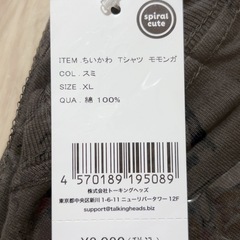 spiral
cute
ITEM.ちいかわ Tシャツ モモンガ
COL.スミ
SIZE.XL
QUA.綿 100%
4 570189 195089
株式会社トーキングヘッズ
東京都中央区新川 1-6-11 ニューリバータワー 12F
support@talkingheads.biz